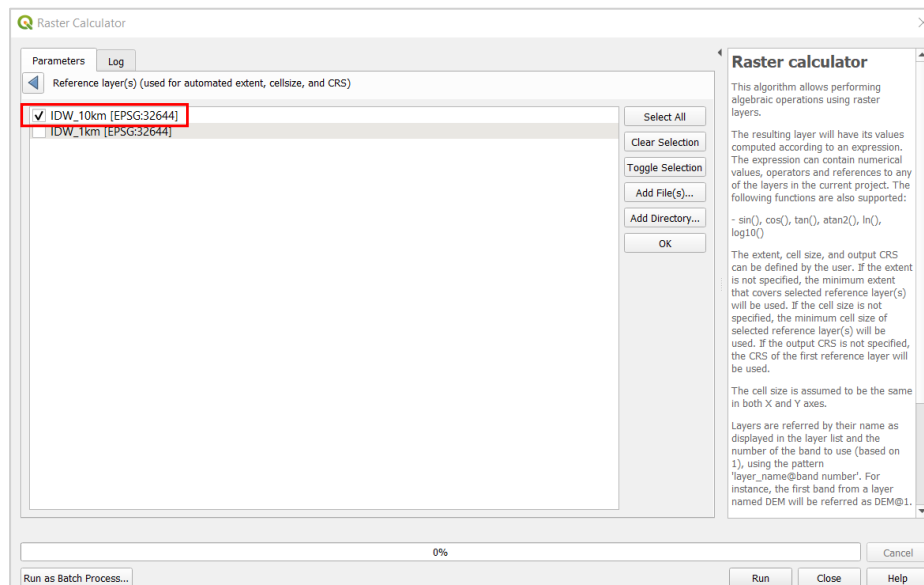 Raster Calculator
Parameters
Log
Reference layer(s) (used for automated extent, cellsize, and CRS)
IDW_10km [EPSG:32644]
IDW_1km [EPSG:32644]
Select All
Clear Selection
Toggle Selection
Add File(s)...
Add Directory...
OK
Raster calculator
This algorithm allows performing
algebraic operations using raster
layers.
The resulting layer will have its values
computed according to an expression.
The expression can contain numerical
values, operators and references to any
of the layers in the current project. The
following functions are also supported:
- sin(), cos(), tan(), atan2(), ln(),
log10()
The extent, cell size, and output CRS
can be defined by the user. If the extent
is not specified, the minimum extent
that covers selected reference layer(s)
will be used. If the cell size is not
specified, the minimum cell size of
selected reference layer(s) will be
used. If the output CRS is not specified,
the CRS of the first reference layer will
be used.
The cell size is assumed to be the same
in both X and Y axes.
Layers are referred by their name as
displayed in the layer list and the
number of the band to use (based on
1), using the pattern
'layer_name@band number'. For
instance, the first band from a layer
named DEM will be referred as DEM@1.
0%
Cancel
Run as Batch Process...
Run
Close
Help